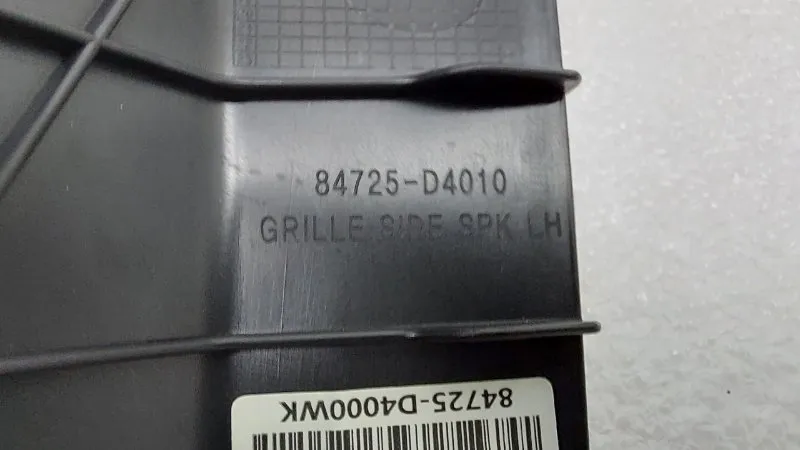 84725-D4010
GRILLE SIDE SPK LH
84725-D4000WK